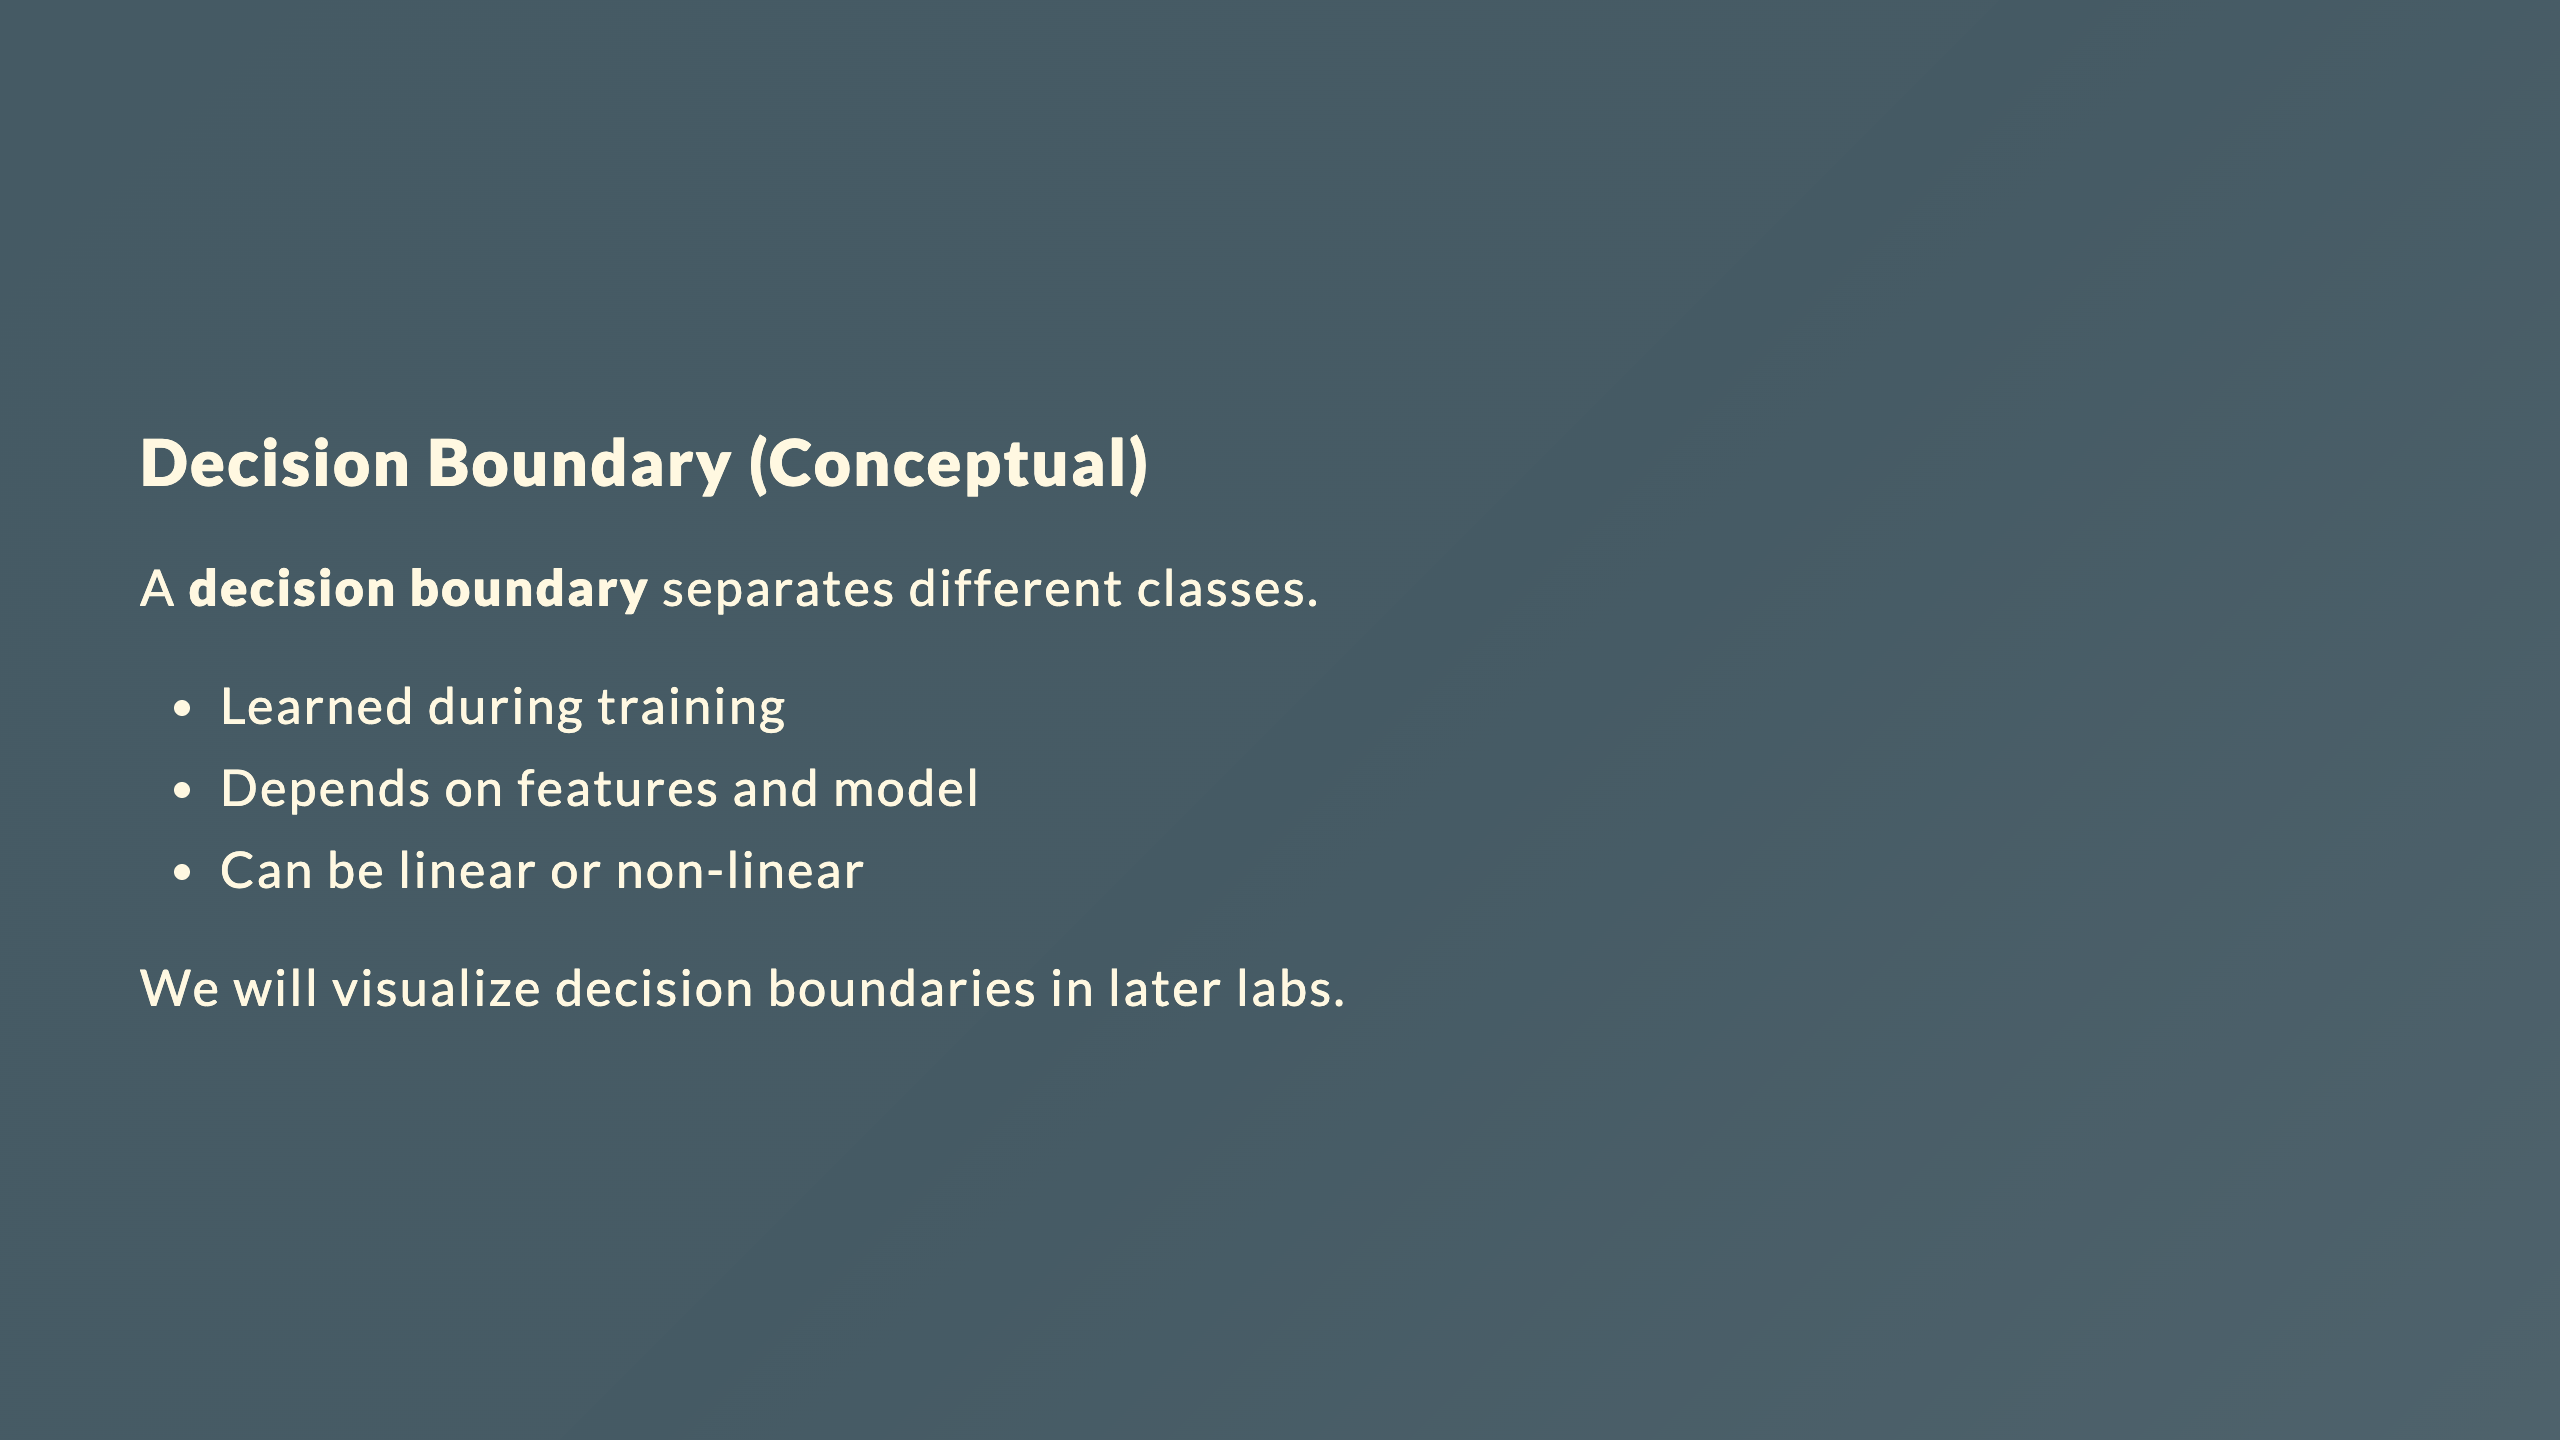 Decision Boundary (Conceptual)
A decision boundary separates different classes.
• Learned during training
• Depends on features and model
• Can be linear or non-linear
We will visualize decision boundaries in later labs.